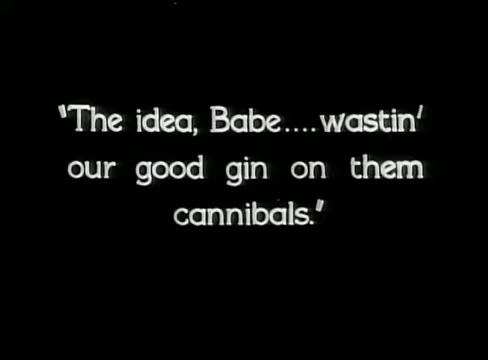 "The idea, Babe....wastin'
our good gin on them
cannibals."